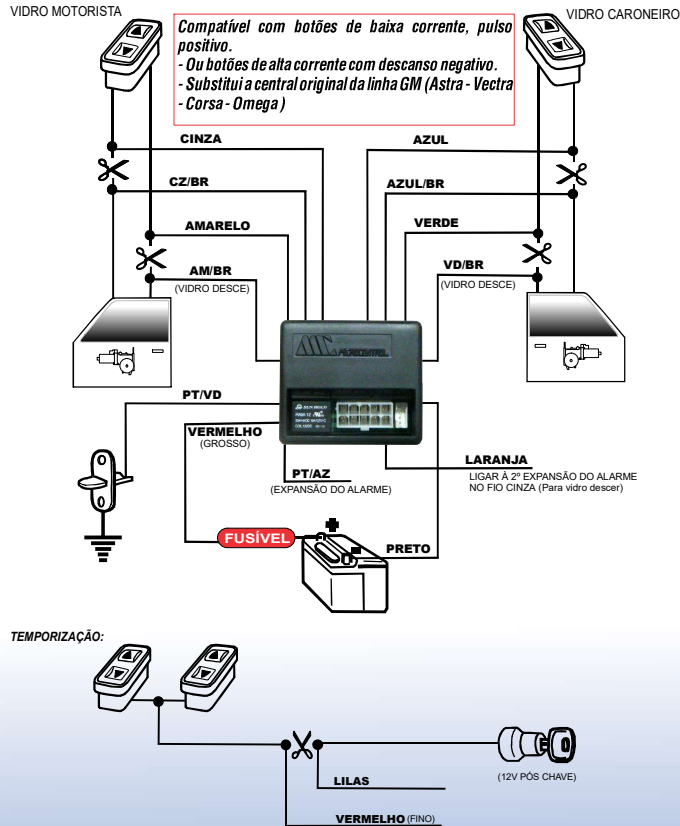 VIDRO MOTORISTA
VIDRO CARONEIRO
Compatível com botões de baixa corrente, pulso
positivo.
- Ou botões de alta corrente com descanso negativo.
- Substitui a central original da linha GM (Astra - Vectra
- Corsa - Omega )
CINZA
AZUL
CZ/BR
AZUL/BR
AMARELO
VERDE
AM/BR
(VIDRO DESCE)
VD/BR
(VIDRO DESCE)
PT/VD
VERMELHO
(GROSSO)
PT/AZ
(EXPANSÃO DO ALARME)
LARANJA
LIGAR À 2º EXPANSÃO DO ALARME
NO FIO CINZA (Para vidro descer)
FUSÍVEL
PRETO
TEMPORIZAÇÃO:
(12V PÓS CHAVE)
LILAS
VERMELHO (FINO)